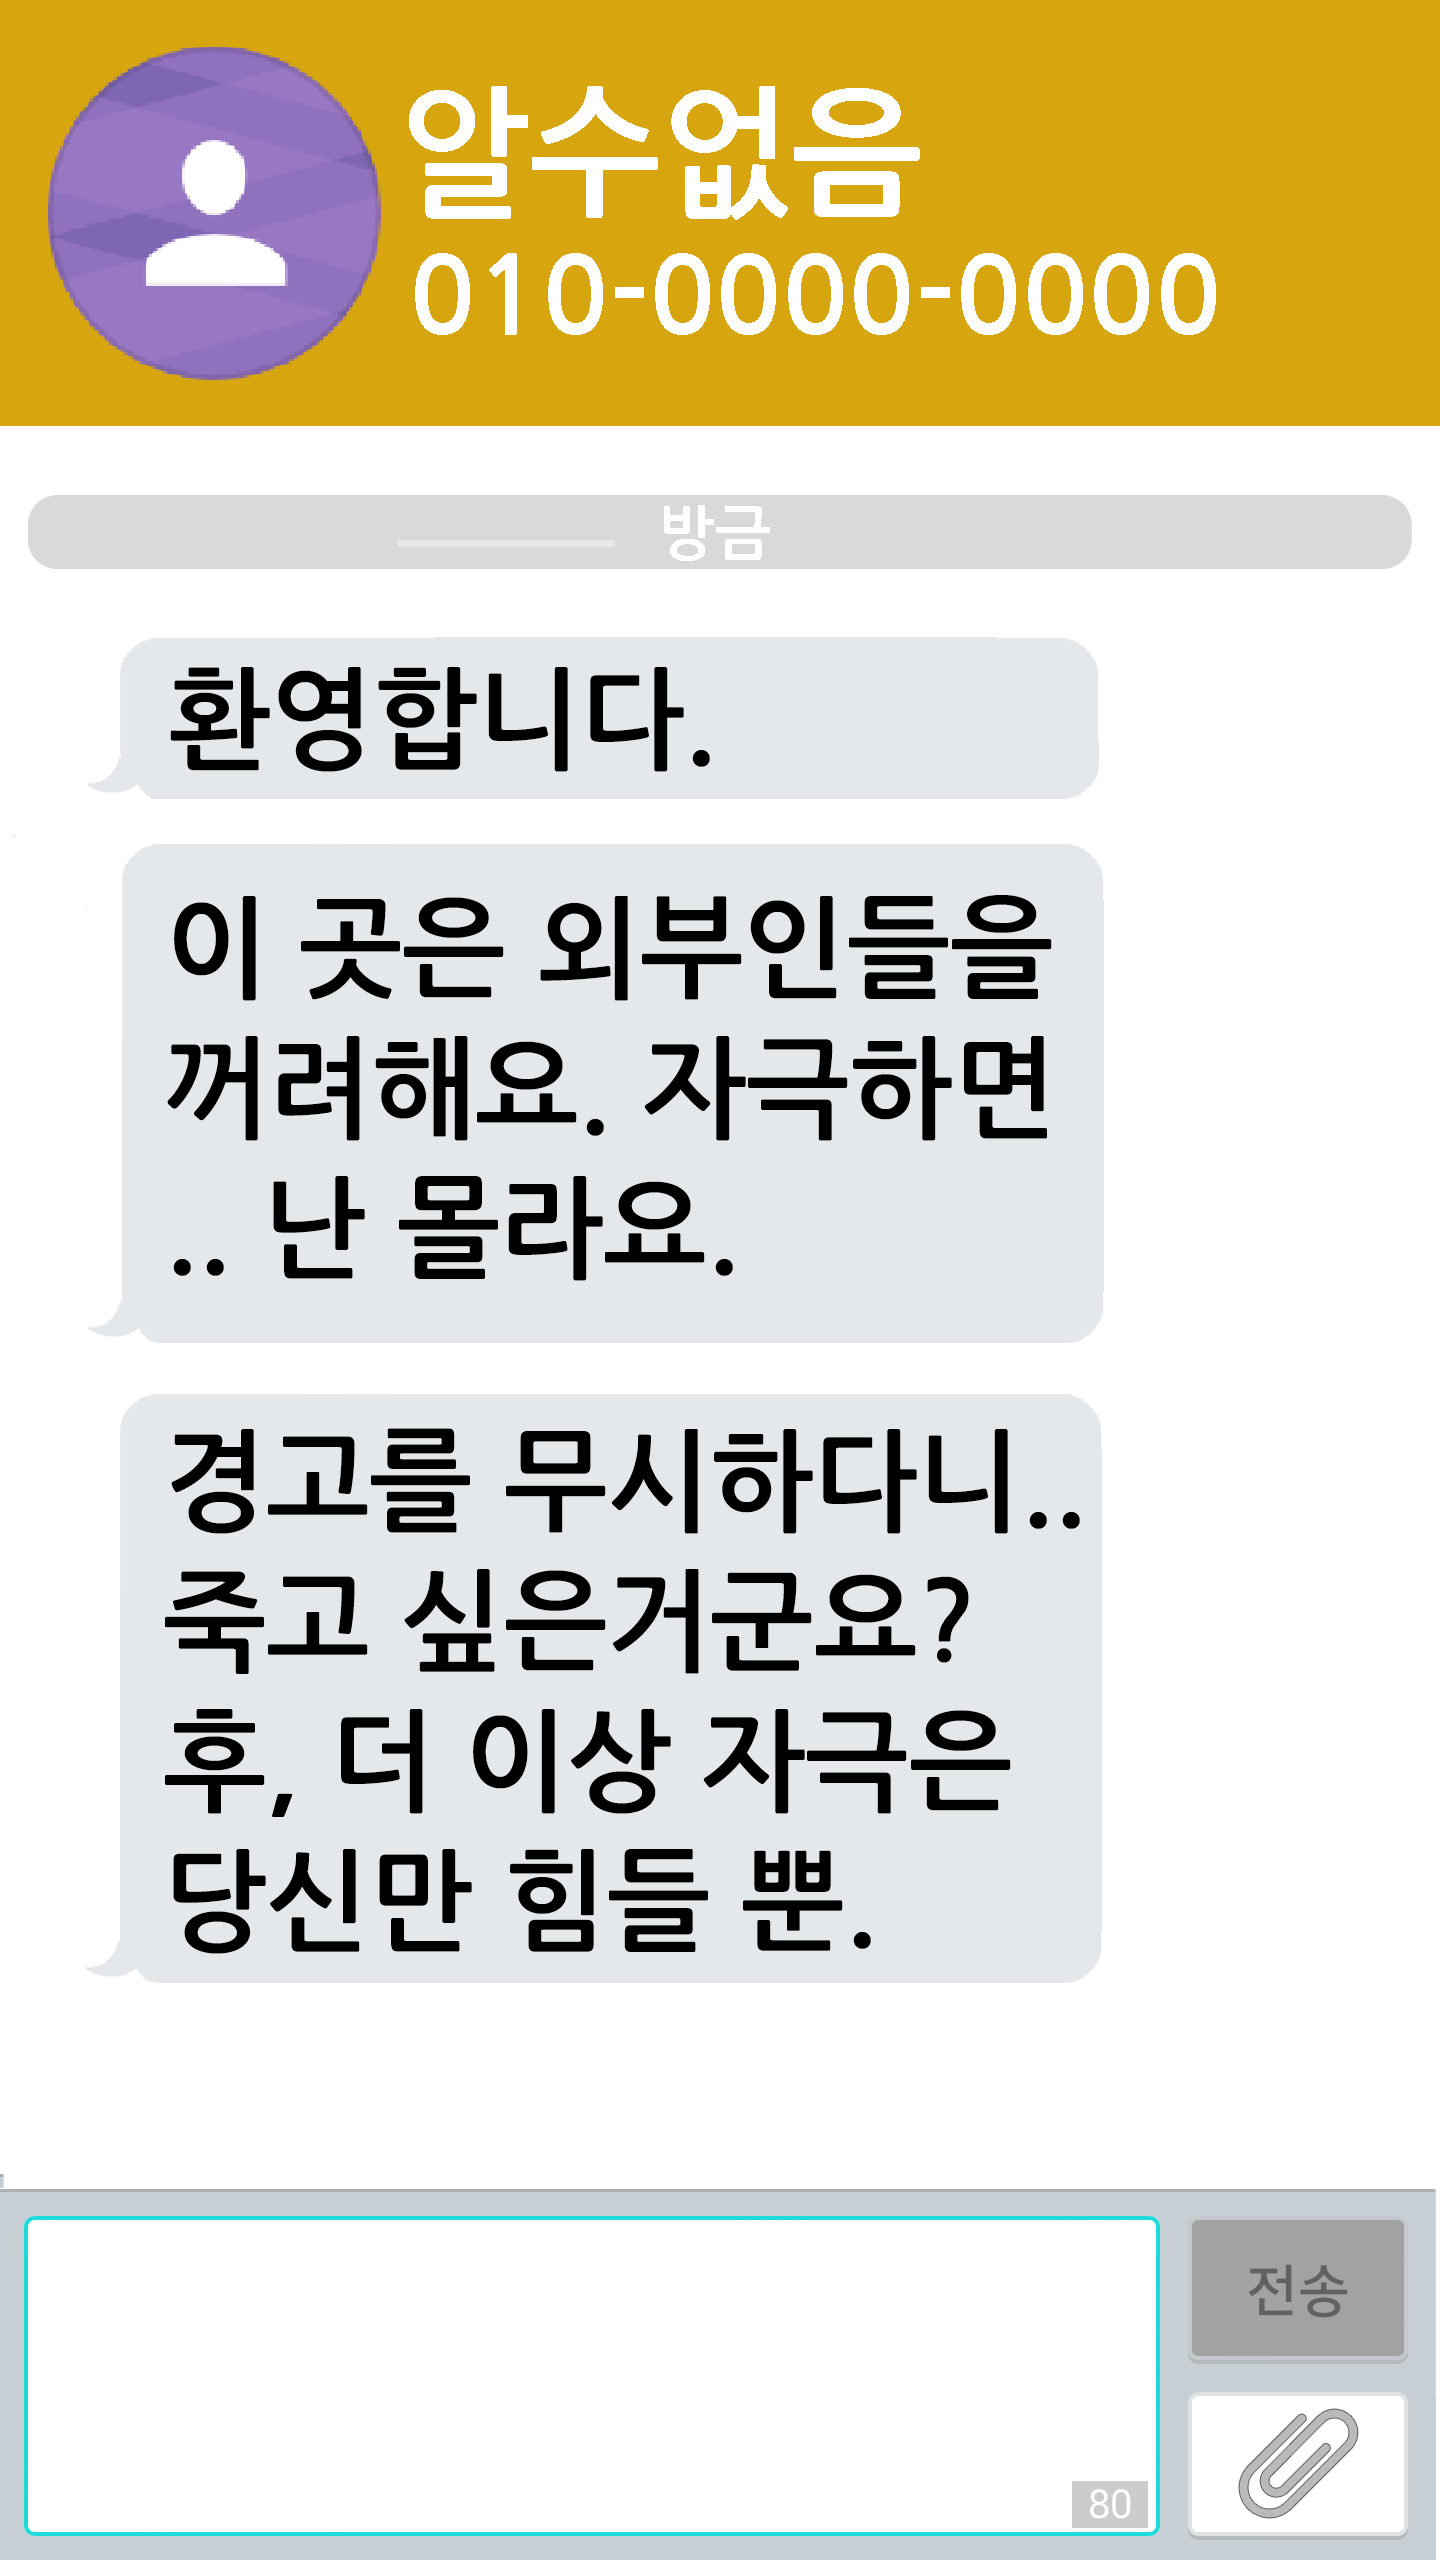 알수없음
010-0000-0000
방금
환영합니다.
이 곳은 외부인들을
꺼려해요. 자극하면
.. 난 몰라요.
경고를 무시하다니..
죽고 싶은거군요?
후, 더 이상 자극은
당신만 힘들 뿐.
전송
80